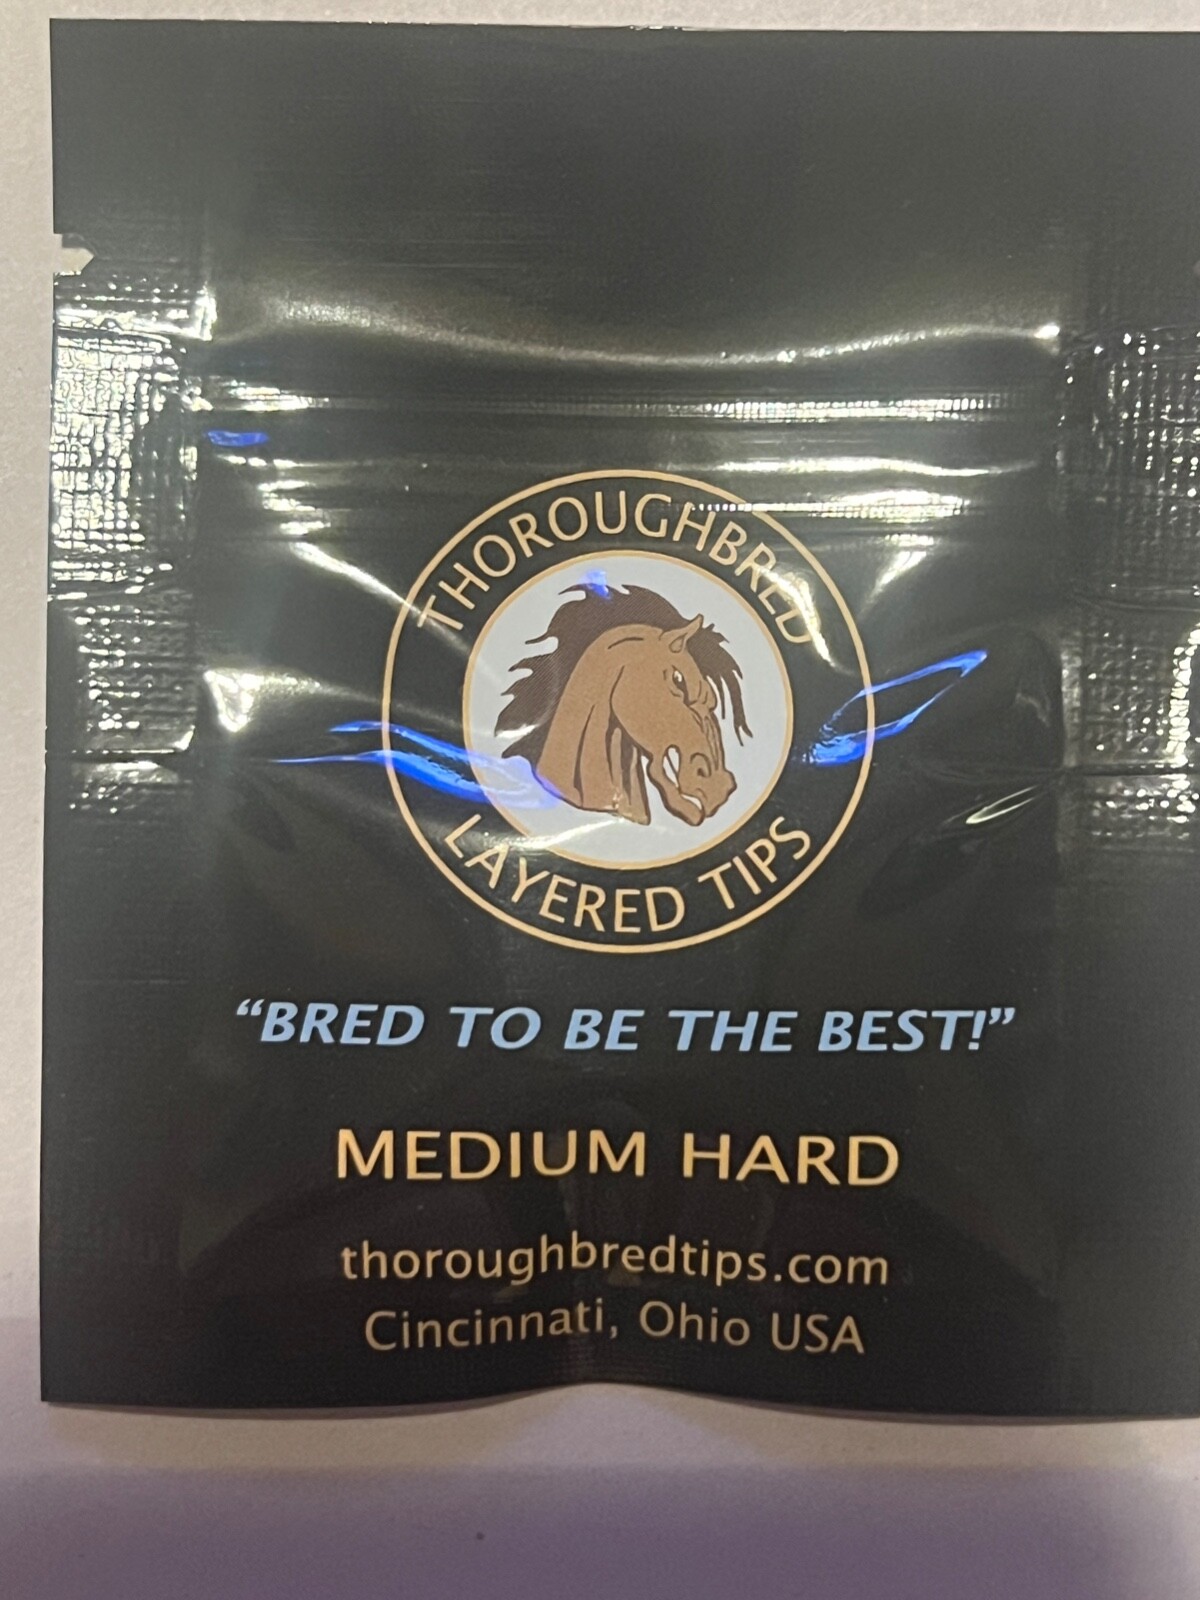 THOROUGHBRED
LAYERED TIPS
“BRED TO BE THE BEST!”
MEDIUM HARD
thoroughbredtips.com
Cincinnati, Ohio USA